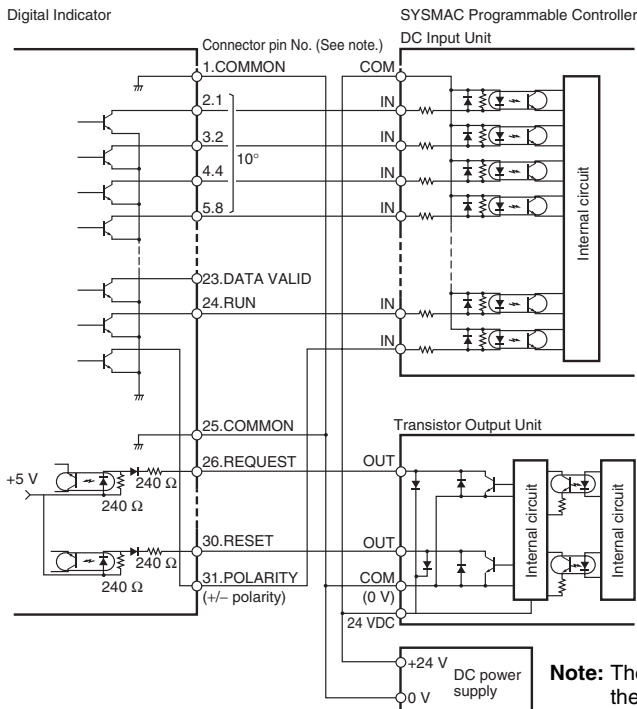 Digital Indicator
SYSMAC Programmable Controller
Connector pin No. (See note.)
DC Input Unit
1.COMMON
COM
2.1
IN
3.2
IN
10°
4.4
IN
5.8
IN
Internal circuit
23.DATA VALID
24.RUN
IN
IN
25.COMMON
Transistor Output Unit
+5 V
26.REQUEST
OUT
240 Ω
240 Ω
Internal circuit
Internal circuit
30.RESET
OUT
240 Ω
240 Ω
31.POLARITY
(+/− polarity)
COM
(0 V)
24 VDC
+24 V
DC power
supply
0 V
Note: The
the